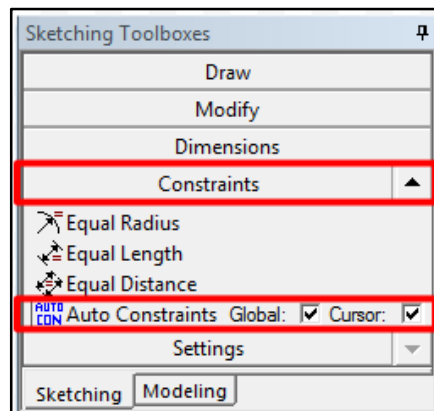 Sketching Toolboxes
Draw
Modify
Dimensions
Constraints
Equal Radius
Equal Length
Equal Distance
AUTO CON Auto Constraints Global: Cursor:
Settings
Sketching Modeling